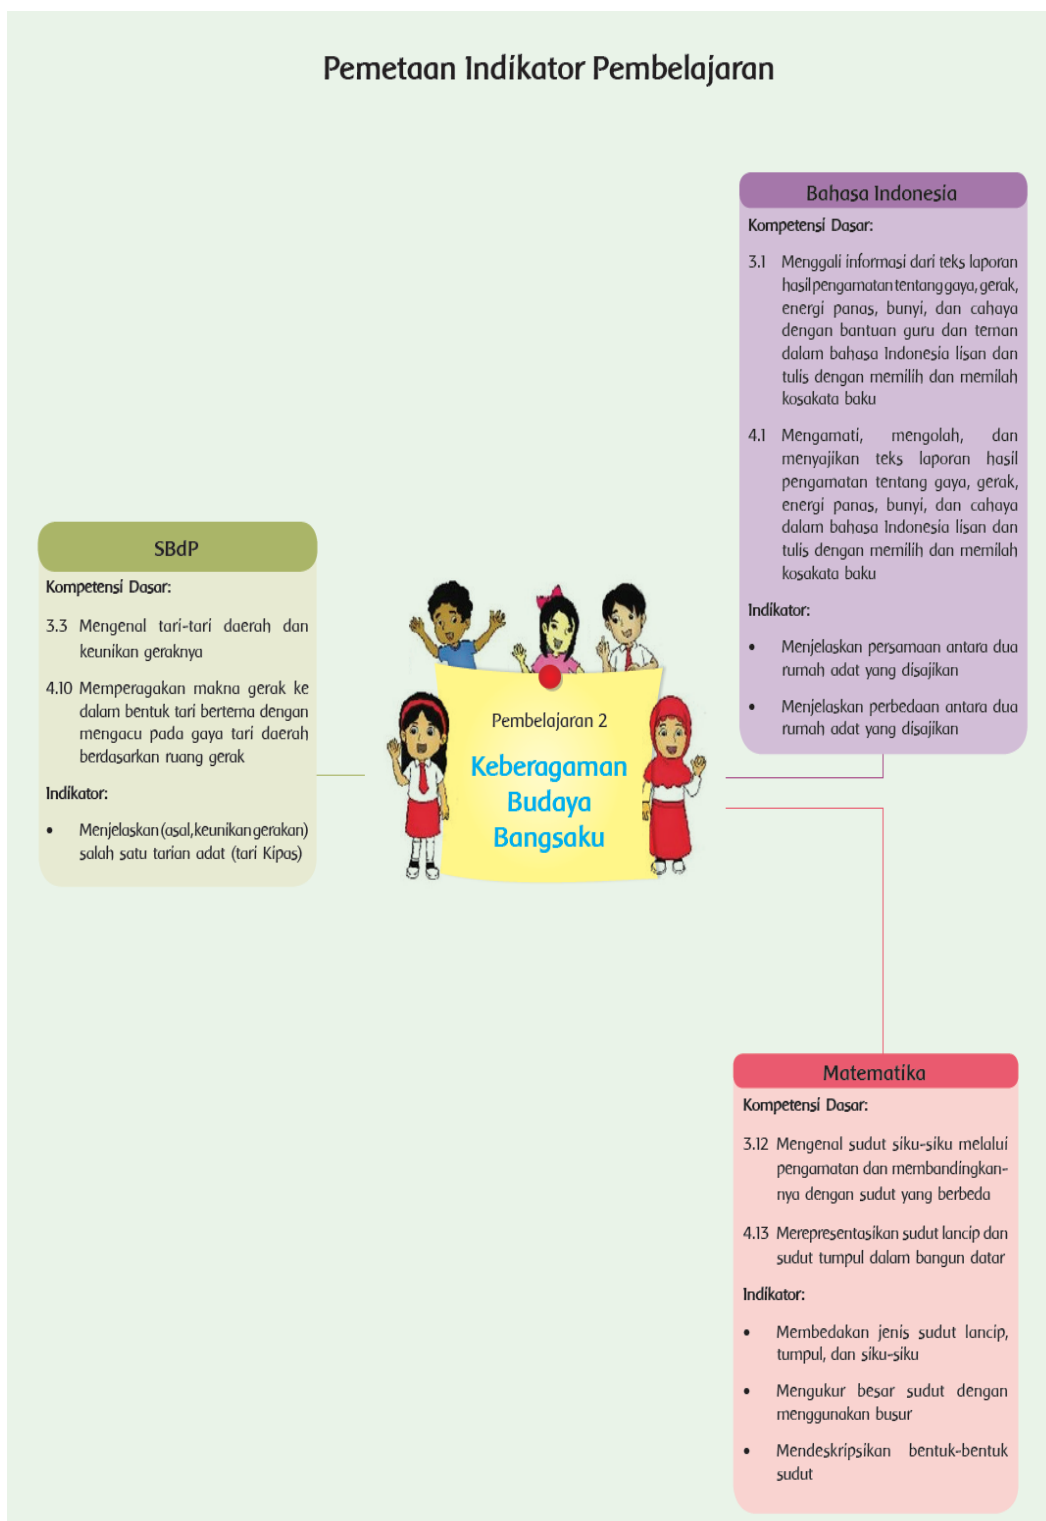 Pemetaan Indikator Pembelajaran
Bahasa Indonesia
Kompetensi Dasar:
3.1 Menggali informasi dari teks laporan
hasil pengamatan tentang gaya, gerak,
energi panas, bunyi, dan cahaya
dengan bantuan guru dan teman
dalam bahasa Indonesia lisan dan
tulis dengan memilih dan memilah
kosakata baku
4.1 Mengamati, mengolah, dan
menyajikan teks laporan hasil
pengamatan tentang gaya, gerak,
energi panas, bunyi, dan cahaya
dalam bahasa Indonesia lisan dan
tulis dengan memilih dan memilah
kosakata baku
Indikator:
• Menjelaskan persamaan antara dua
rumah adat yang disajikan
• Menjelaskan perbedaan antara dua
rumah adat yang disajikan
SBdP
Kompetensi Dasar:
3.3 Mengenal tari-tari daerah dan
keunikan geraknya
4.10 Memperagakan makna gerak ke
dalam bentuk tari bertema dengan
mengacu pada gaya tari daerah
berdasarkan ruang gerak
Indikator:
• Menjelaskan (asal, keunikan gerakan)
salah satu tarian adat (tari Kipas)
Pembelajaran 2
Keberagaman
Budaya
Bangsaku
Matematika
Kompetensi Dasar:
3.12 Mengenal sudut siku-siku melalui
pengamatan dan membandingkan-
nya dengan sudut yang berbeda
4.13 Merepresentasikan sudut lancip dan
sudut tumpul dalam bangun datar
Indikator:
• Membedakan jenis sudut lancip,
tumpul, dan siku-siku
• Mengukur besar sudut dengan
menggunakan busur
• Mendeskripsikan bentuk-bentuk
sudut